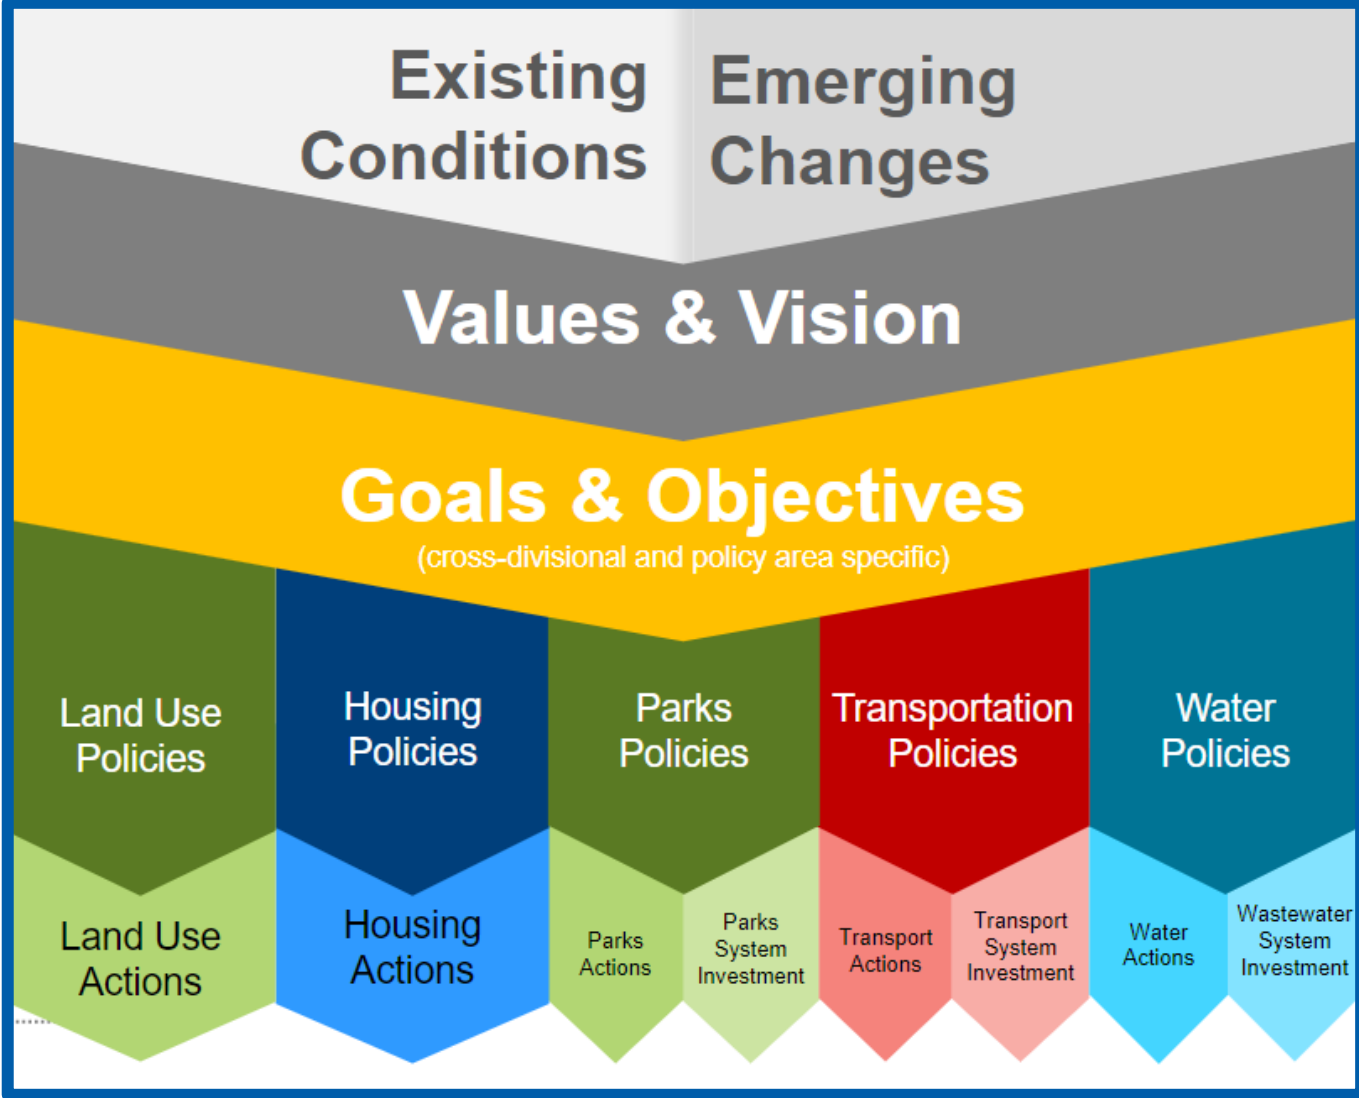 Existing
Conditions
Emerging
Changes
Values & Vision
Goals & Objectives
(cross-divisional and policy area specific)
Land Use
Policies
Housing
Policies
Parks
Policies
Transportation
Policies
Water
Policies
Land Use
Actions
Housing
Actions
Parks
Actions
Parks
System
Investment
Transport
Actions
Transport
System
Investment
Water
Actions
Wastewater
System
Investment